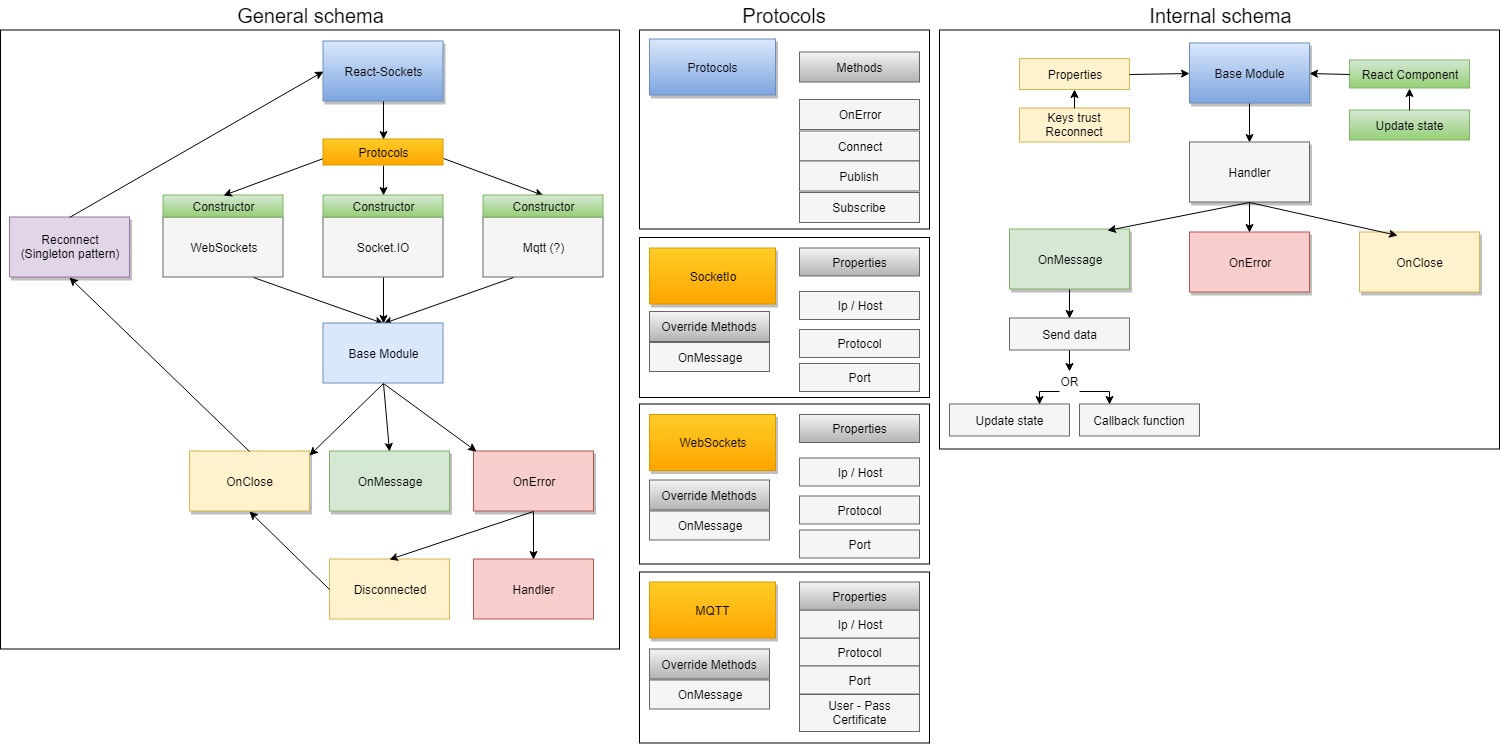 General schema
React-Sockets
Protocols
Constructor
WebSockets
Constructor
Socket.IO
Constructor
Mqtt (?)
Reconnect
(Singleton pattern)
Base Module
OnClose
OnMessage
OnError
Disconnected
Handler
Protocols
Protocols
Methods
OnError
Connect
Publish
Subscribe
SocketIo
Override Methods
OnMessage
Properties
Ip / Host
Protocol
Port
WebSockets
Override Methods
OnMessage
Properties
Ip / Host
Protocol
Port
MQTT
Override Methods
OnMessage
Properties
Ip / Host
Protocol
Port
User - Pass
Certificate
Internal schema
Properties
Keys trust
Reconnect
Base Module
React Component
Update state
Handler
OnMessage
OnError
OnClose
Send data
OR
Update state
Callback function